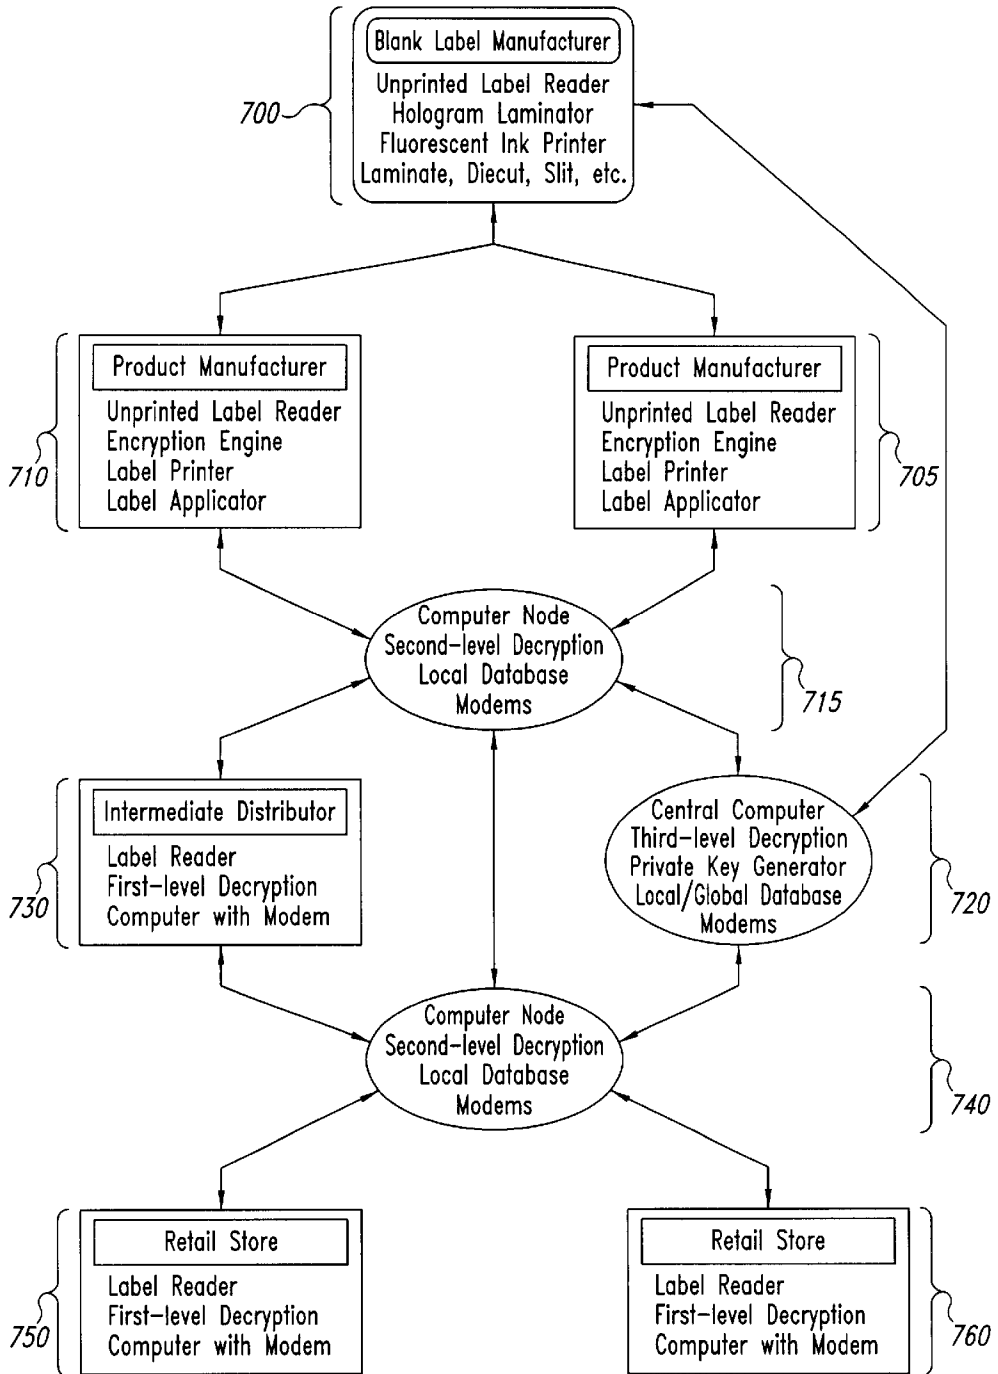 Blank Label Manufacturer
Unprinted Label Reader
Hologram Laminator
Fluorescent Ink Printer
Laminate, Diecut, Slit, etc.
700
Product Manufacturer
Unprinted Label Reader
Encryption Engine
Label Printer
Label Applicator
710
Product Manufacturer
Unprinted Label Reader
Encryption Engine
Label Printer
Label Applicator
705
Computer Node
Second-level Decryption
Local Database
Modems
715
Intermediate Distributor
Label Reader
First-level Decryption
Computer with Modem
730
Central Computer
Third-level Decryption
Private Key Generator
Local/Global Database
Modems
720
Computer Node
Second-level Decryption
Local Database
Modems
740
Retail Store
Label Reader
First-level Decryption
Computer with Modem
750
Retail Store
Label Reader
First-level Decryption
Computer with Modem
760